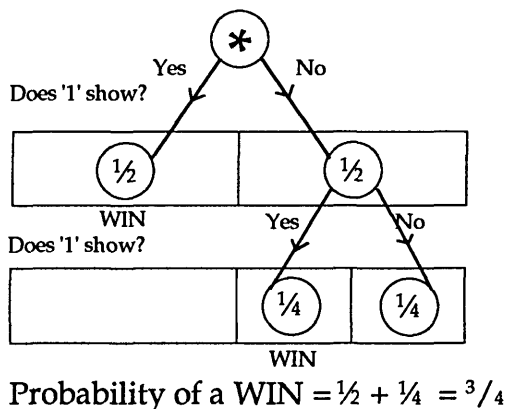 *
Yes No
Does '1' show?
½ ½
WIN
Yes No
Does '1' show?
¼ ¼
WIN
Probability of a WIN = ½ + ¼ = ³/₄